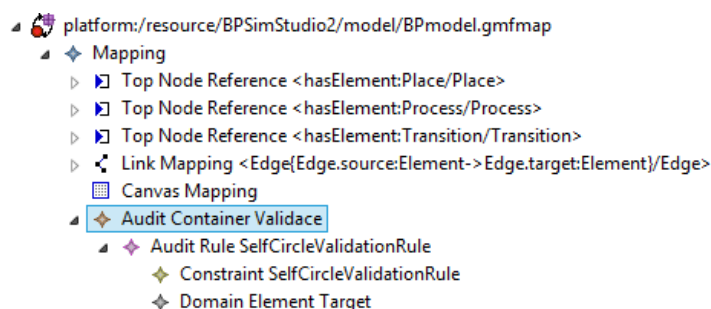 platform:/resource/BPSimStudio2/model/BPmodel.gmfmap
Mapping
Top Node Reference <hasElement:Place/Place>
Top Node Reference <hasElement:Process/Process>
Top Node Reference <hasElement:Transition/Transition>
Link Mapping <Edge{Edge.source:Element->Edge.target:Element}/Edge>
Canvas Mapping
Audit Container Validace
Audit Rule SelfCircleValidationRule
Constraint SelfCircleValidationRule
Domain Element Target